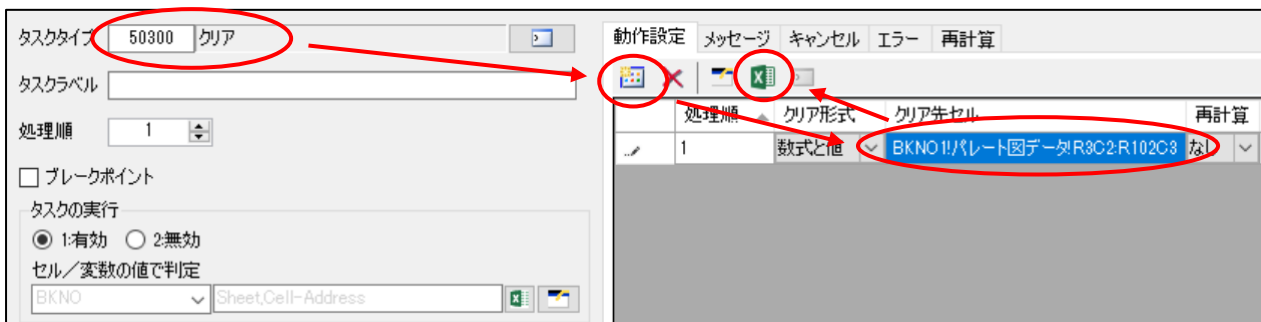 タスクタイプ 50300 クリア
タスクラベル
処理順 1
ブレークポイント
タスクの実行
1:有効 2:無効
セル／変数の値で判定
BKNO Sheet,Cell-Address
動作設定 メッセージ キャンセル エラー 再計算
処理順 クリア形式 クリア先セル 再計算
1 数式と値 BKNO1!パレート図データ!R3C2:R102C3 なし